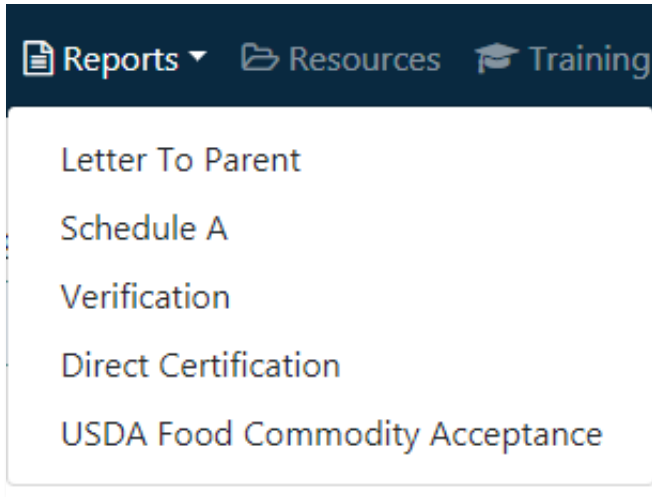 Reports Resources Training
Letter To Parent
Schedule A
Verification
Direct Certification
USDA Food Commodity Acceptance